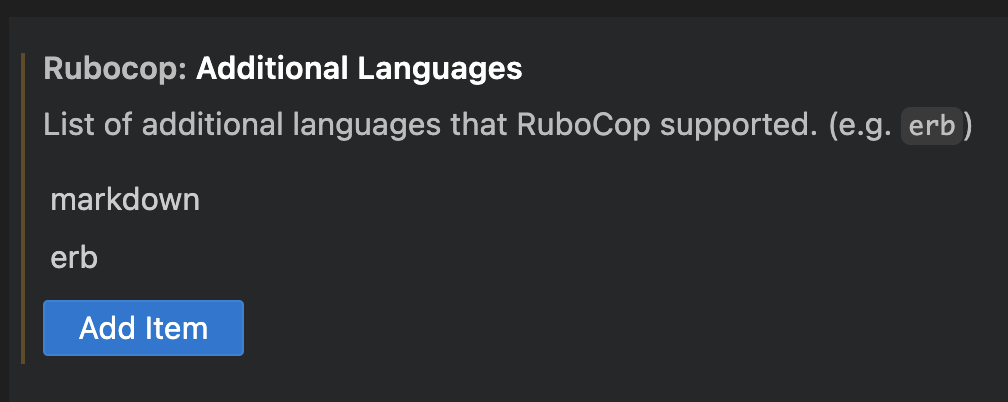 Rubocop: Additional Languages
List of additional languages that RuboCop supported. (e.g. erb)
markdown
erb
Add Item